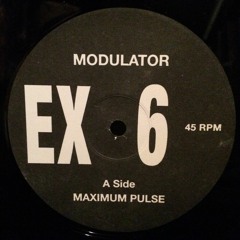 MODULATOR
EX 6
45 RPM
A Side
MAXIMUM PULSE